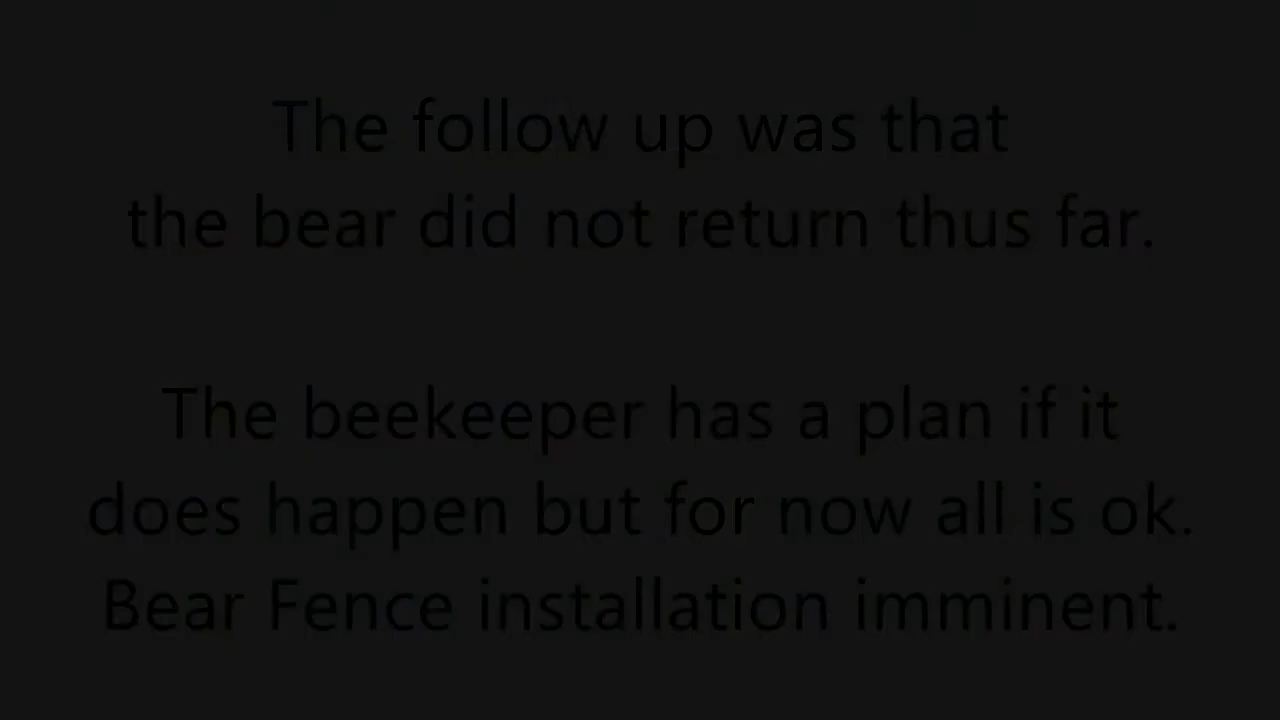 The follow up was that
the bear did not return thus far.
The beekeeper has a plan if it
does happen but for now all is ok.
Bear Fence installation imminent.